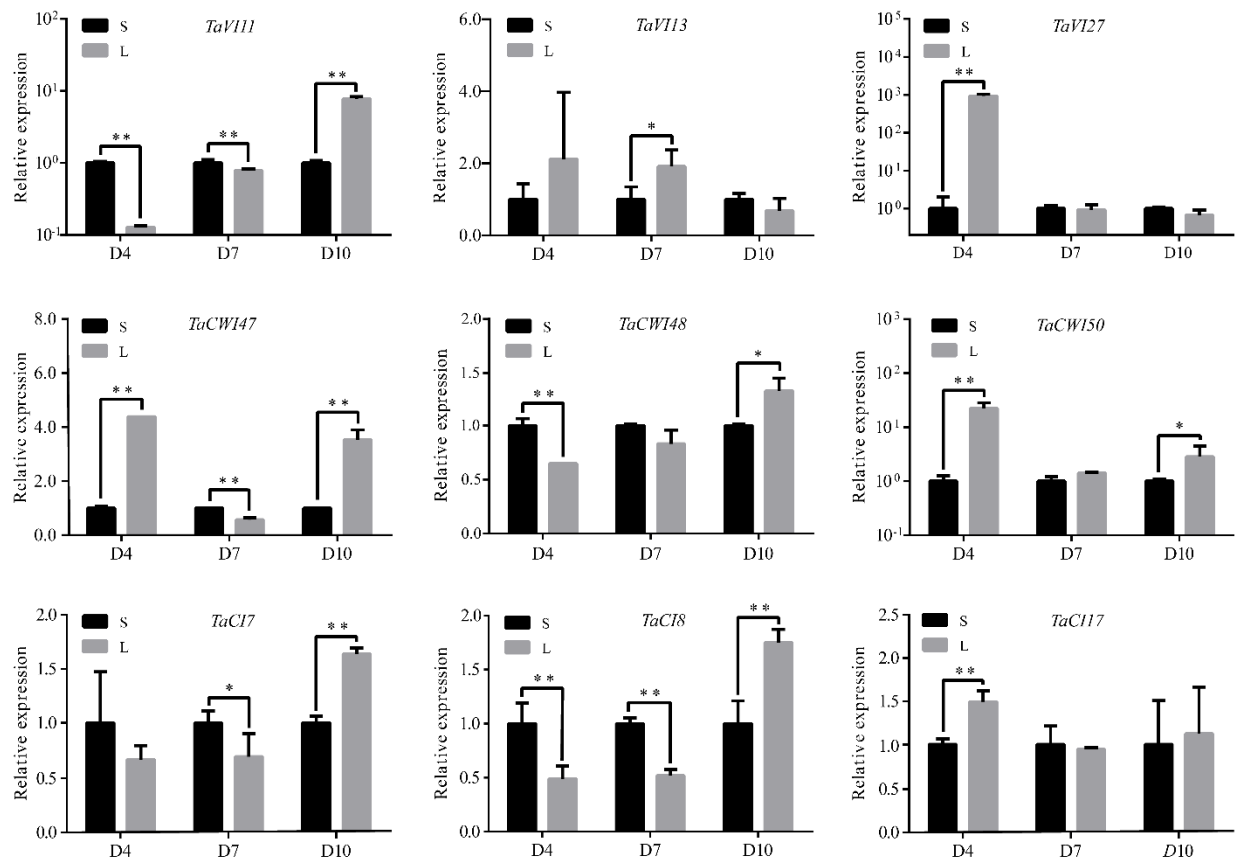 Relative expression
10²
10¹
10⁰
10⁻¹
TaVI11
S
L
**
**
**
D4
D7
D10
Relative expression
6.0
4.0
2.0
0.0
TaVI13
S
L
*
D4
D7
D10
Relative expression
10⁵
10⁴
10³
10²
10¹
10⁰
TaVI27
S
L
**
D4
D7
D10
Relative expression
8.0
6.0
4.0
2.0
0.0
TaCWI47
S
L
**
**
**
D4
D7
D10
Relative expression
2.0
1.5
1.0
0.5
0.0
TaCWI48
S
L
**
*
D4
D7
D10
Relative expression
10³
10²
10¹
10⁰
10⁻¹
TaCWI50
S
L
**
*
D4
D7
D10
Relative expression
2.0
1.5
1.0
0.5
0.0
TaCI7
S
L
*
**
D4
D7
D10
Relative expression
2.0
1.5
1.0
0.5
0.0
TaCI8
S
L
**
**
**
D4
D7
D10
Relative expression
2.5
2.0
1.5
1.0
0.5
0.0
TaCI17
S
L
**
D4
D7
D10